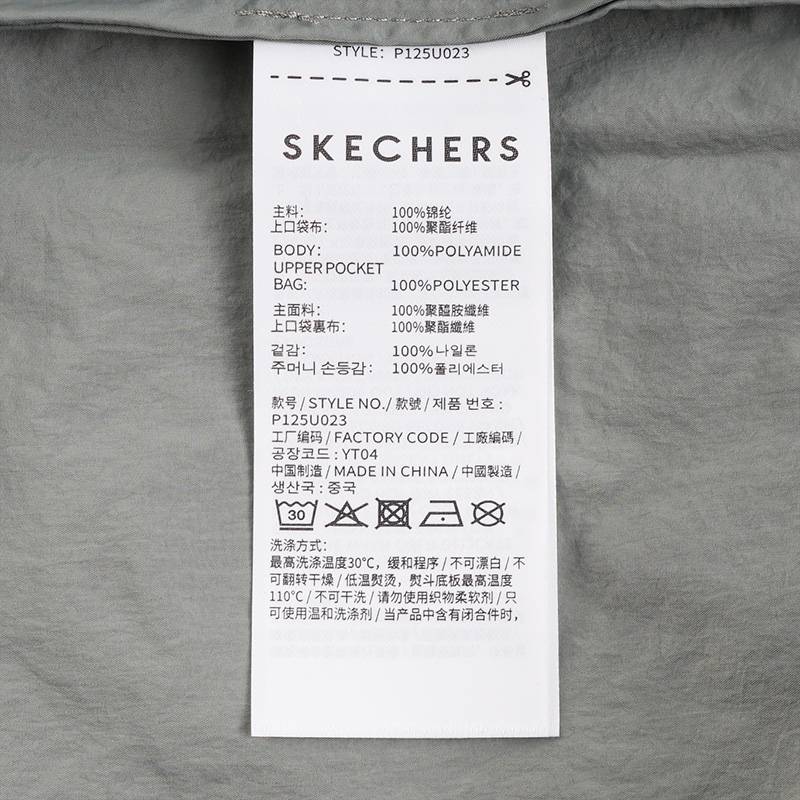 STYLE: P125U023
SKECHERS
主料: 100%锦纶
上口袋布: 100%聚酯纤维
BODY: 100%POLYAMIDE
UPPER POCKET
BAG: 100%POLYESTER
主面料: 100%聚醯胺纖維
上口袋裏布: 100%聚酯纖維
겉감: 100%나일론
주머니 손등감: 100%폴리에스터
款号 / STYLE NO./ 款號 / 제품 번호 :
P125U023
工厂编码 / FACTORY CODE / 工廠編碼 /
공장코드 : YT04
中国制造 / MADE IN CHINA / 中國製造 /
생산국 : 중국
30
洗涤方式:
最高洗涤温度30℃，缓和程序 / 不可漂白 / 不
可翻转干燥 / 低温熨烫，熨斗底板最高温度
110℃ / 不可干洗 / 请勿使用织物柔软剂 / 只
可使用温和洗涤剂 / 当产品中含有闭合件时，